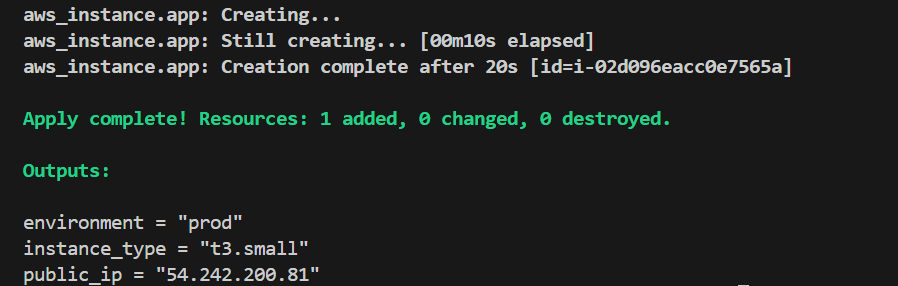 aws_instance.app: Creating...
aws_instance.app: Still creating... [00m10s elapsed]
aws_instance.app: Creation complete after 20s [id=i-02d096eacc0e7565a]
Apply complete! Resources: 1 added, 0 changed, 0 destroyed.
Outputs:
environment = "prod"
instance_type = "t3.small"
public_ip = "54.242.200.81"